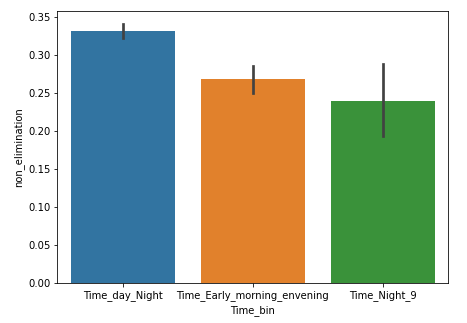 0.35
0.30
0.25
0.20
0.15
0.10
0.05
0.00
non_elimination
Time_day_Night
Time_Early_morning_envening
Time_Night_9
Time_bin